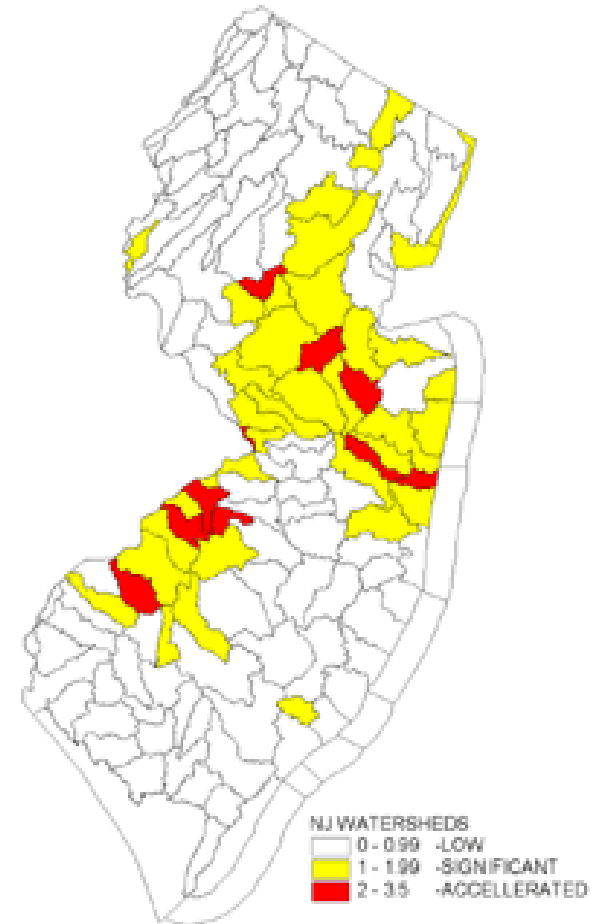 NJ WATERSHEDS
0 - 0.99 -LOW
1 - 1.99 -SIGNIFICANT
2 - 3.5 -ACCELLERATED